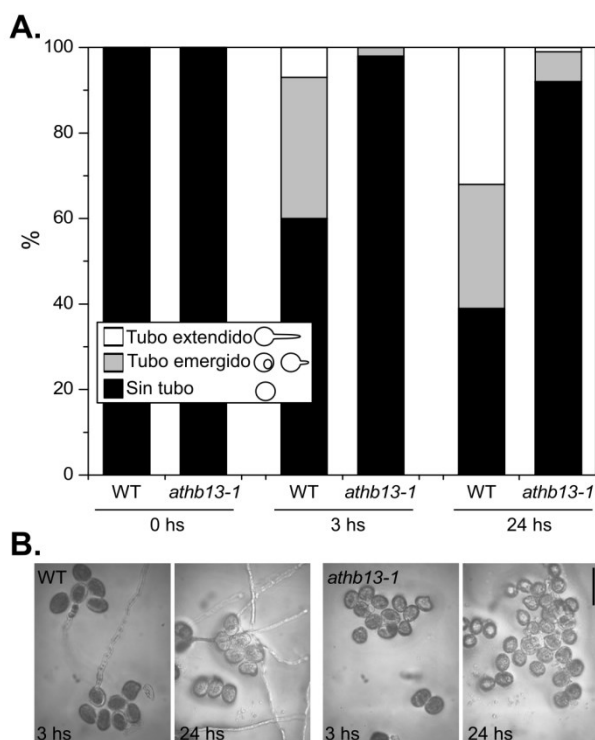 A.
100
80
60
40
20
0
%
Tubo extendido
Tubo emergido
Sin tubo
WT athb13-1 WT athb13-1 WT athb13-1
0 hs 3 hs 24 hs
B.
WT athb13-1
3 hs 24 hs 3 hs 24 hs